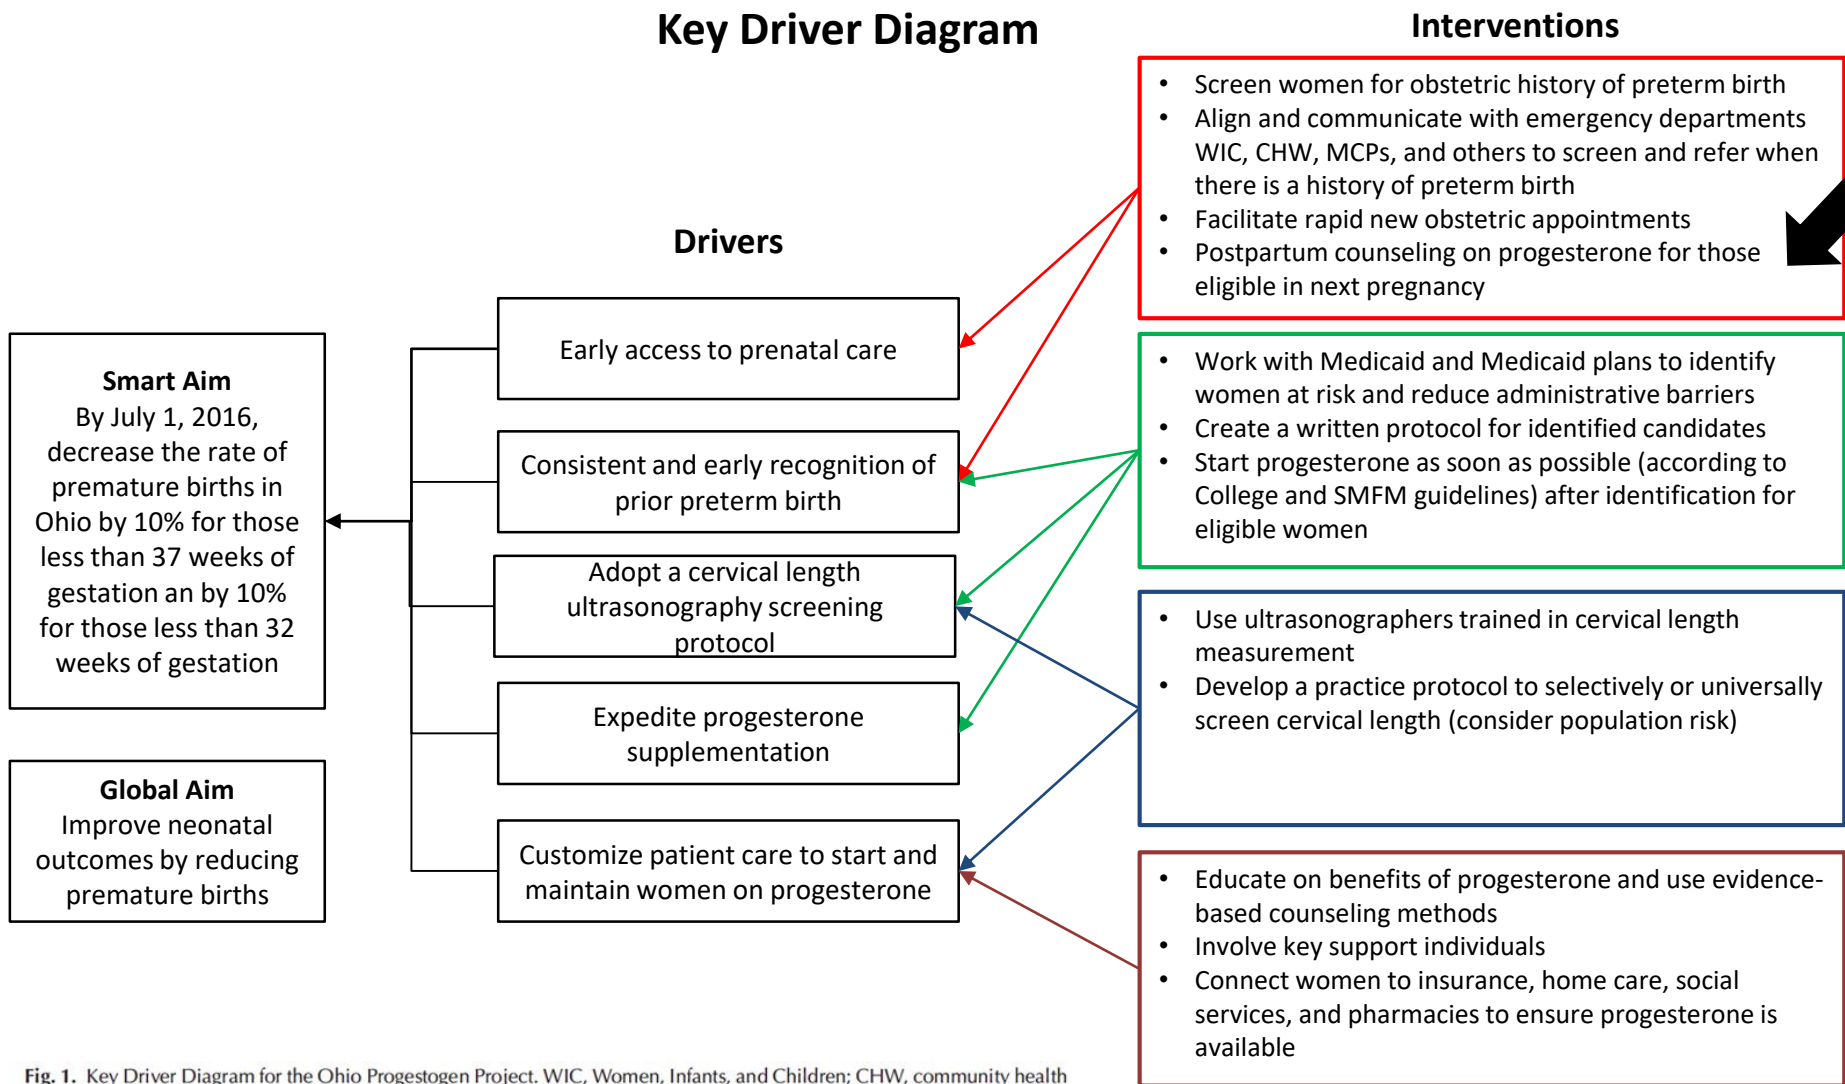 Key Driver Diagram
Interventions
Drivers
Smart Aim
By July 1, 2016,
decrease the rate of
premature births in
Ohio by 10% for those
less than 37 weeks of
gestation an by 10%
for those less than 32
weeks of gestation
Global Aim
Improve neonatal
outcomes by reducing
premature births
Early access to prenatal care
Consistent and early recognition of
prior preterm birth
Adopt a cervical length
ultrasonography screening
protocol
Expedite progesterone
supplementation
Customize patient care to start and
maintain women on progesterone
• Screen women for obstetric history of preterm birth
• Align and communicate with emergency departments
WIC, CHW, MCPs, and others to screen and refer when
there is a history of preterm birth
• Facilitate rapid new obstetric appointments
• Postpartum counseling on progesterone for those
eligible in next pregnancy
• Work with Medicaid and Medicaid plans to identify
women at risk and reduce administrative barriers
• Create a written protocol for identified candidates
• Start progesterone as soon as possible (according to
College and SMFM guidelines) after identification for
eligible women
• Use ultrasonographers trained in cervical length
measurement
• Develop a practice protocol to selectively or universally
screen cervical length (consider population risk)
• Educate on benefits of progesterone and use evidence-
based counseling methods
• Involve key support individuals
• Connect women to insurance, home care, social
services, and pharmacies to ensure progesterone is
available
Fig. 1. Key Driver Diagram for the Ohio Progestogen Project. WIC, Women, Infants, and Children; CHW, community health